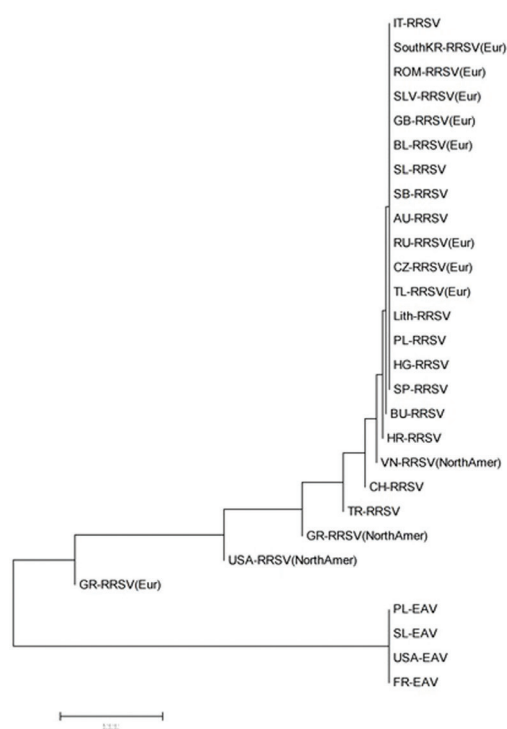 IT-RRSV
SouthKR-RRSV(Eur)
ROM-RRSV(Eur)
SLV-RRSV(Eur)
GB-RRSV(Eur)
BL-RRSV(Eur)
SL-RRSV
SB-RRSV
AU-RRSV
RU-RRSV(Eur)
CZ-RRSV(Eur)
TL-RRSV(Eur)
Lith-RRSV
PL-RRSV
HG-RRSV
SP-RRSV
BU-RRSV
HR-RRSV
VN-RRSV(NorthAmer)
CH-RRSV
TR-RRSV
GR-RRSV(NorthAmer)
USA-RRSV(NorthAmer)
GR-RRSV(Eur)
PL-EAV
SL-EAV
USA-EAV
FR-EAV